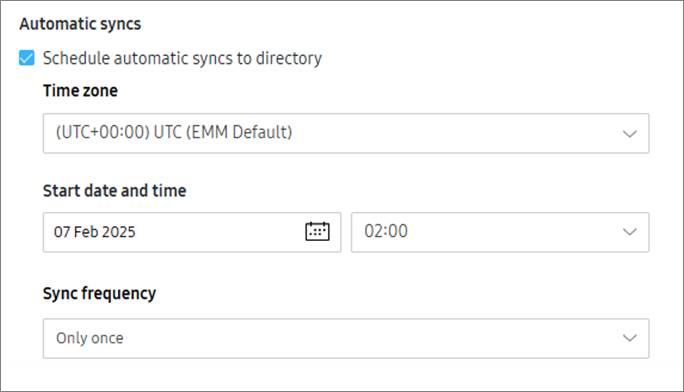 Automatic syncs
Schedule automatic syncs to directory
Time zone
(UTC+00:00) UTC (EMM Default)
Start date and time
07 Feb 2025 02:00
Sync frequency
Only once